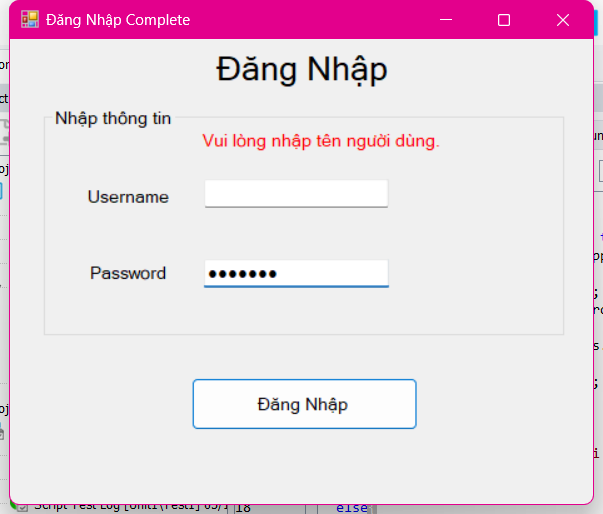 Đăng Nhập Complete
Đăng Nhập
Nhập thông tin
Vui lòng nhập tên người dùng.
Username
Password
Đăng Nhập
Script Test Log [Unit1\Test1]
18
else